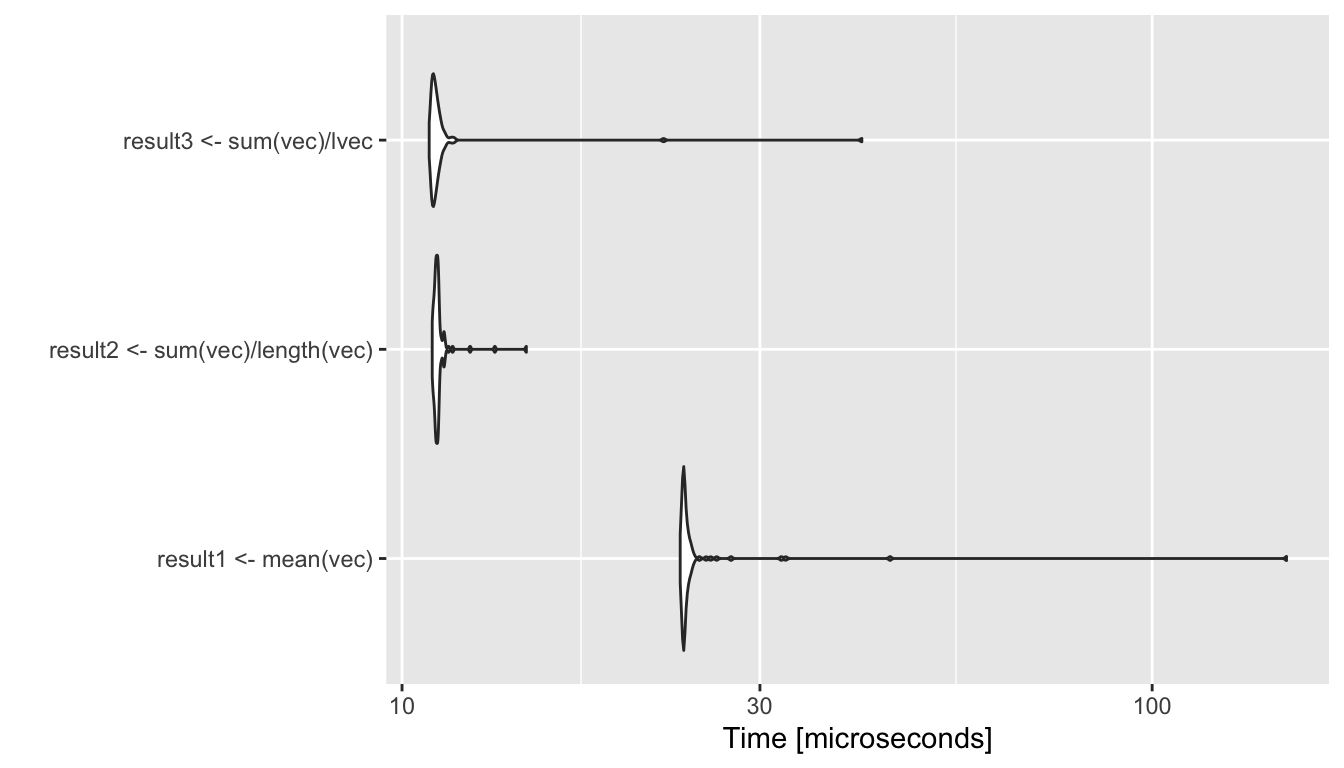 result3 <- sum(vec)/lvec
result2 <- sum(vec)/length(vec)
result1 <- mean(vec)
10 30 100
Time [microseconds]